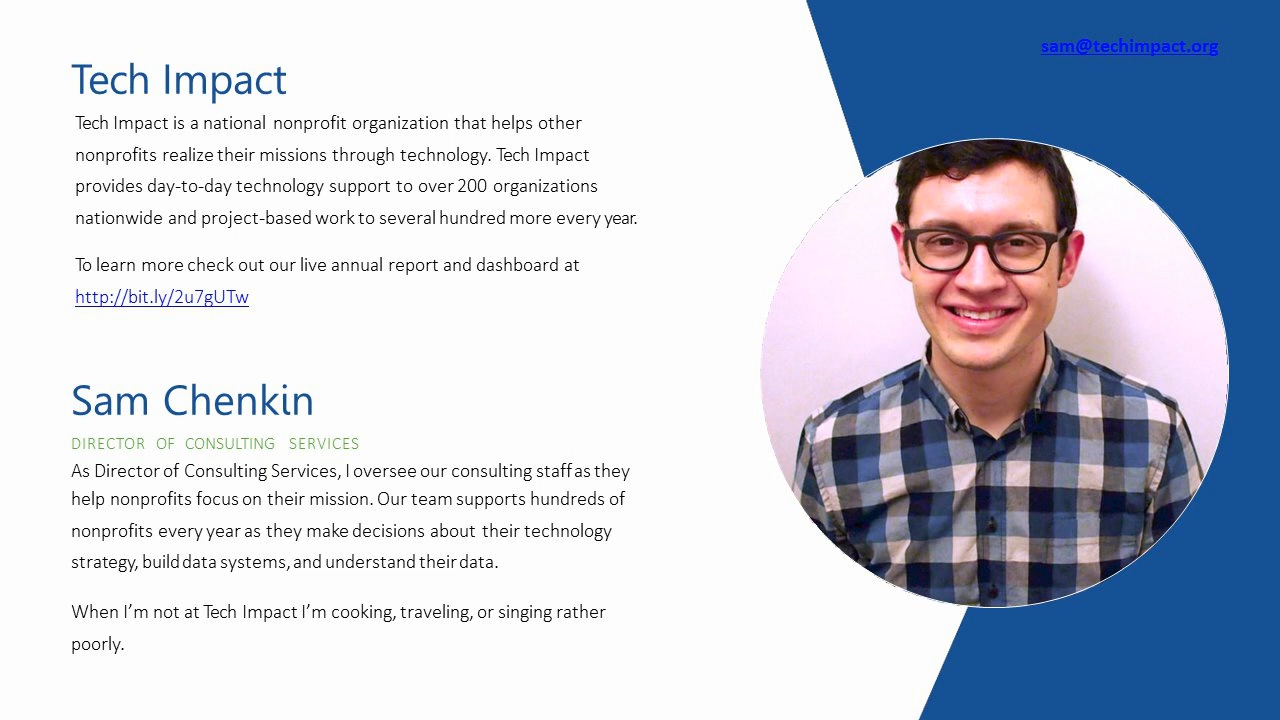 sam@techimpact.org
Tech Impact
Tech Impact is a national nonprofit organization that helps other
nonprofits realize their missions through technology. Tech Impact
provides day-to-day technology support to over 200 organizations
nationwide and project-based work to several hundred more every year.
To learn more check out our live annual report and dashboard at
http://bit.ly/2u7gUTw
Sam Chenkin
DIRECTOR OF CONSULTING SERVICES
As Director of Consulting Services, I oversee our consulting staff as they
help nonprofits focus on their mission. Our team supports hundreds of
nonprofits every year as they make decisions about their technology
strategy, build data systems, and understand their data.
When I’m not at Tech Impact I’m cooking, traveling, or singing rather
poorly.